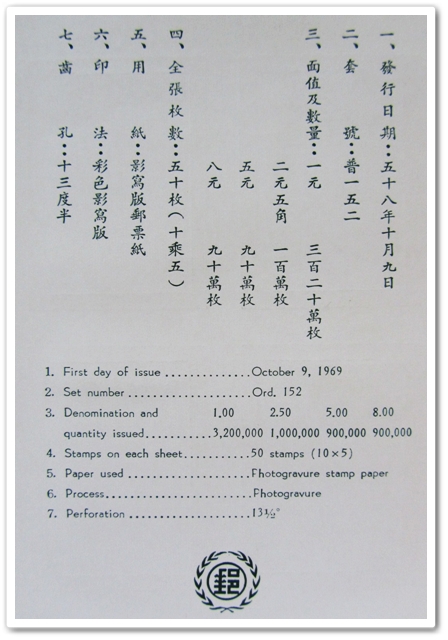 一、發行日期：五十八年十月九日
二、套號：普一五二
三、面值及數量：一元 三百二十萬枚
二元五角 一百萬枚
五元 九十萬枚
八元 九十萬枚
四、全張枚數：五十枚（十乘五）
五、用紙：影寫版郵票紙
六、印法：彩色影寫版
七、齒孔：十三度半
1. First day of issue ..............October 9, 1969
2. Set number ....................Ord. 152
3. Denomination and 1.00 2.50 5.00 8.00
quantity issued...........3,200,000 1,000,000 900,000 900,000
4. Stamps on each sheet...........50 stamps (10×5)
5. Paper used ....................Fhotogravure stamp paper
6. Process........................Fhotogravure
7. Perforation ....................13½°
郵